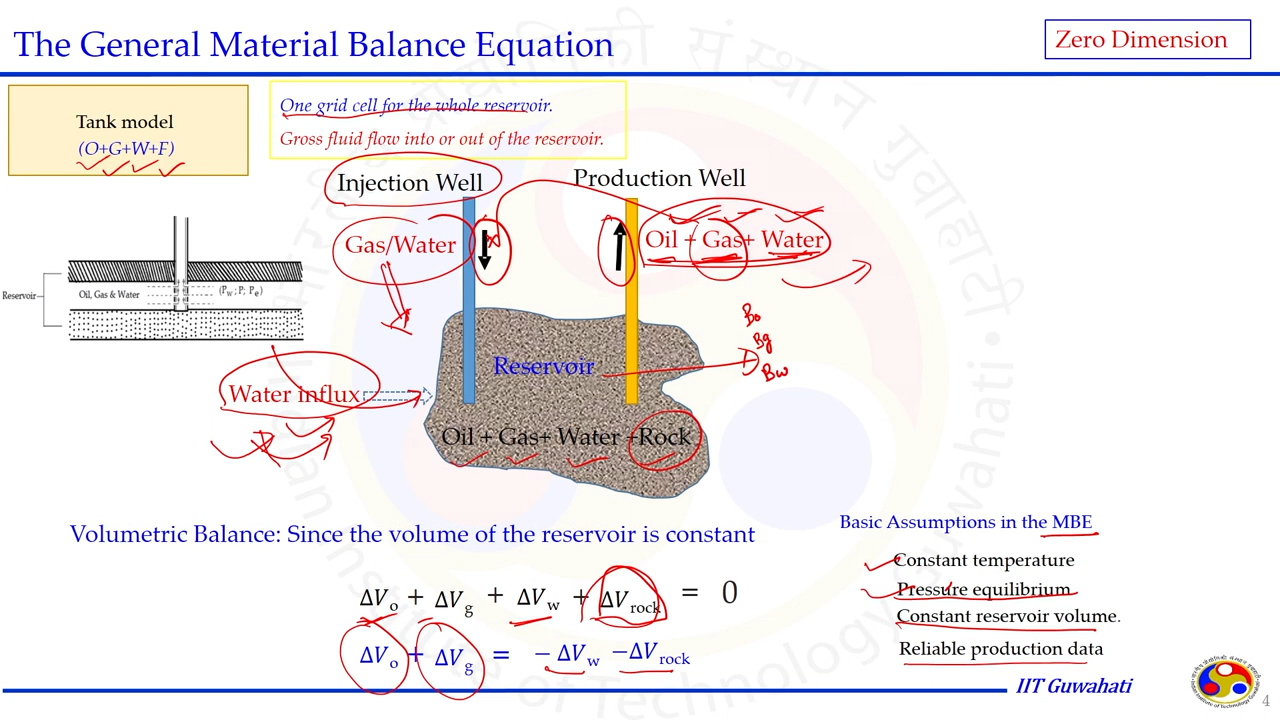 The General Material Balance Equation
Zero Dimension
Tank model
(O+G+W+F)
One grid cell for the whole reservoir.
Gross fluid flow into or out of the reservoir.
Injection Well
Production Well
Gas/Water
Oil + Gas+ Water
Reservoir
Oil, Gas & Water
(Pw ; P; Pe)
Bo
Bg
Bw
Reservoir
Water influx
Oil + Gas+ Water +Rock
Volumetric Balance: Since the volume of the reservoir is constant
ΔVo + ΔVg + ΔVw + ΔVrock = 0
ΔVo + ΔVg = − ΔVw −ΔVrock
Basic Assumptions in the MBE
Constant temperature
Pressure equilibrium
Constant reservoir volume.
Reliable production data
IIT Guwahati
4